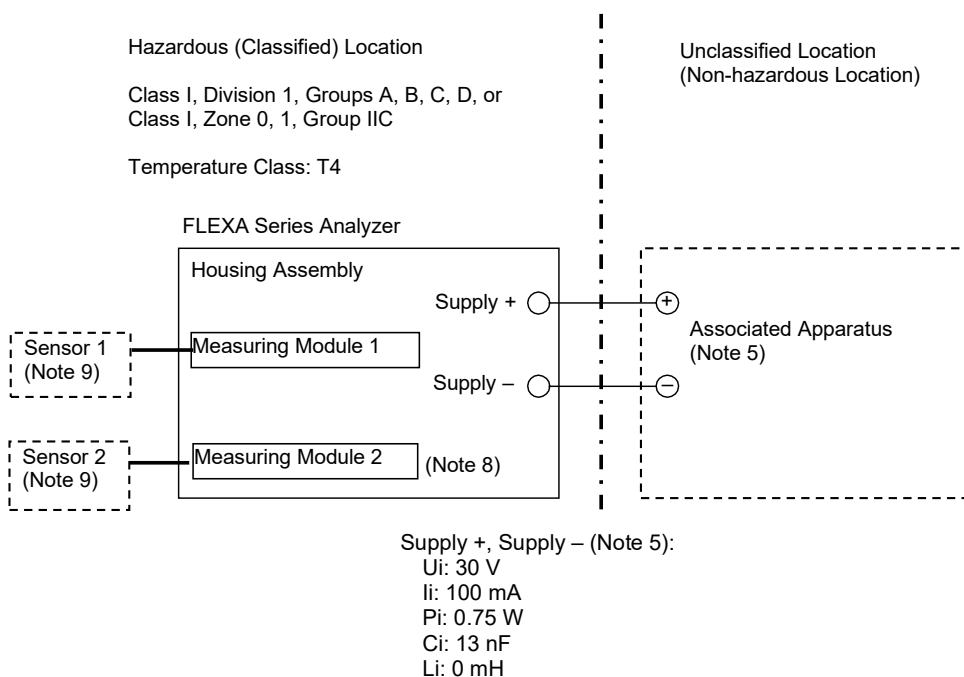 Hazardous (Classified) Location
Class I, Division 1, Groups A, B, C, D, or
Class I, Zone 0, 1, Group IIC
Temperature Class: T4
Unclassified Location
(Non-hazardous Location)
FLEXA Series Analyzer
Housing Assembly
Supply +
+
Sensor 1
(Note 9)
Measuring Module 1
Supply –
–
Associated Apparatus
(Note 5)
Sensor 2
(Note 9)
Measuring Module 2
(Note 8)
Supply +, Supply – (Note 5):
Ui: 30 V
Ii: 100 mA
Pi: 0.75 W
Ci: 13 nF
Li: 0 mH